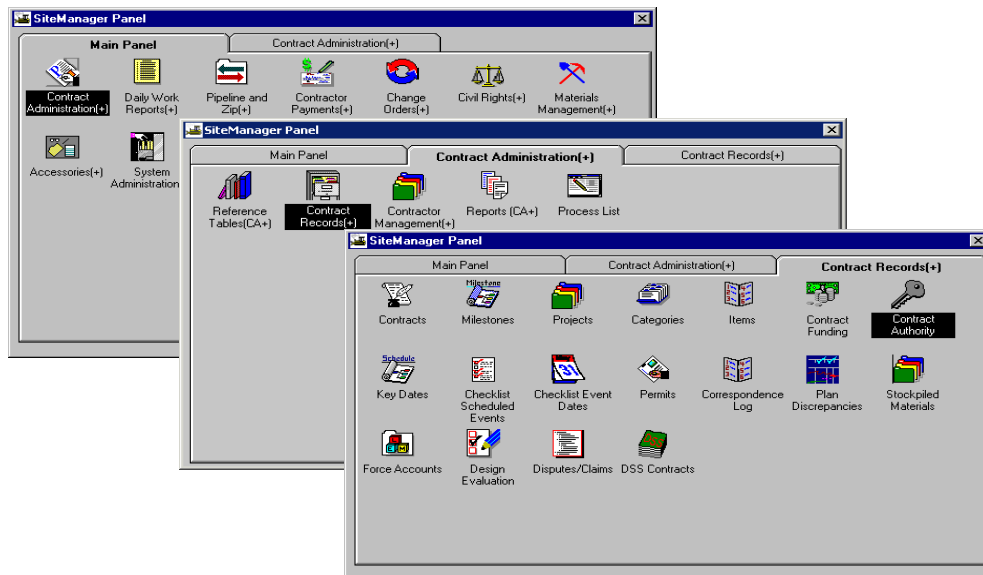 SiteManager Panel
Main Panel
Contract Administration(+)
Contract
Administration(+)
Daily Work
Reports(+)
Pipeline and
Zip(+)
Contractor
Payments(+)
Change
Orders(+)
Civil Rights(+)
Materials
Management(+)
Accessories(+)
System
Administration
SiteManager Panel
Main Panel
Contract Administration(+)
Contract Records(+)
Reference
Tables(CA+)
Contract
Records(+)
Contractor
Management(+)
Reports (CA+)
Process List
SiteManager Panel
Main Panel
Contract Administration(+)
Contract Records(+)
Contracts
Milestone
Milestones
Projects
Categories
Items
Contract
Funding
Contract
Authority
Schedule
Key Dates
Checklist
Scheduled
Events
31
Checklist Event
Dates
Permits
Correspondence
Log
Plan
Discrepancies
Stockpiled
Materials
Force Accounts
Design
Evaluation
Disputes/Claims
DSS Contracts